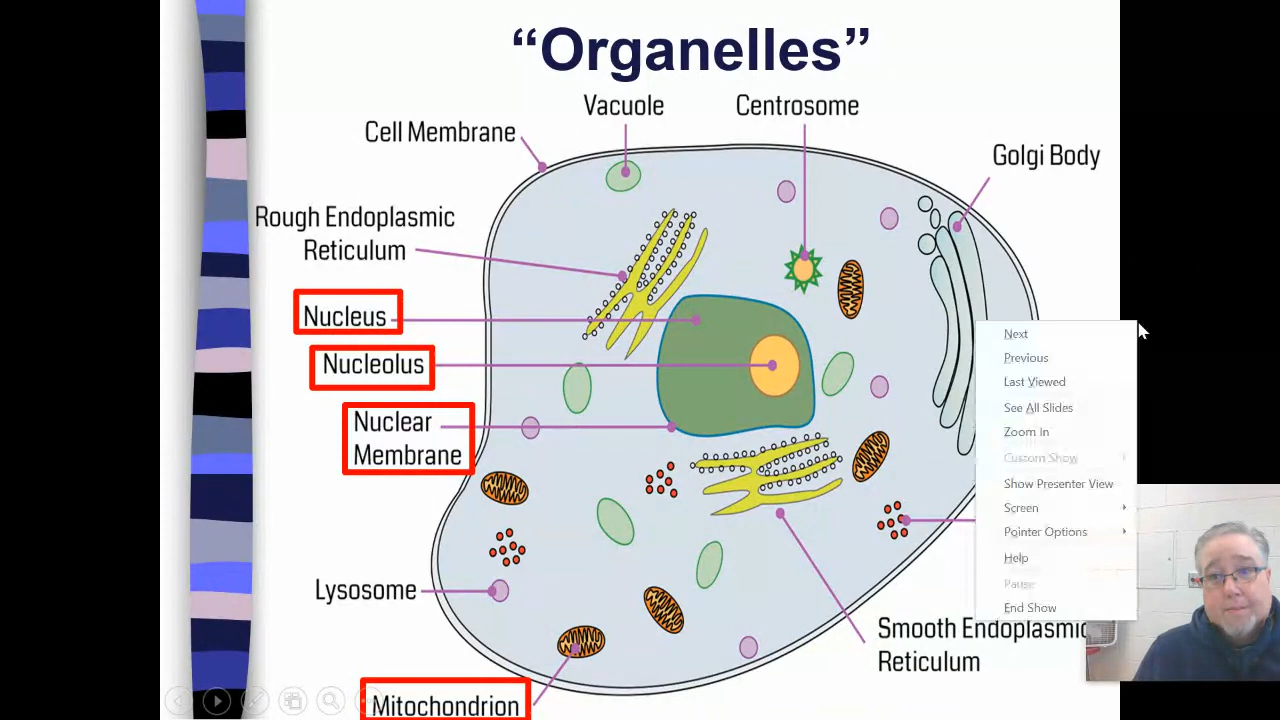 “Organelles”
Vacuole
Centrosome
Cell Membrane
Golgi Body
Rough Endoplasmic
Reticulum
Nucleus
Nucleolus
Nuclear
Membrane
Lysosome
Mitochondrion
Smooth Endoplasmic
Reticulum
Next
Previous
Last Viewed
See All Slides
Zoom In
Custom Show
Show Presenter View
Screen
Pointer Options
Help
Pause
End Show